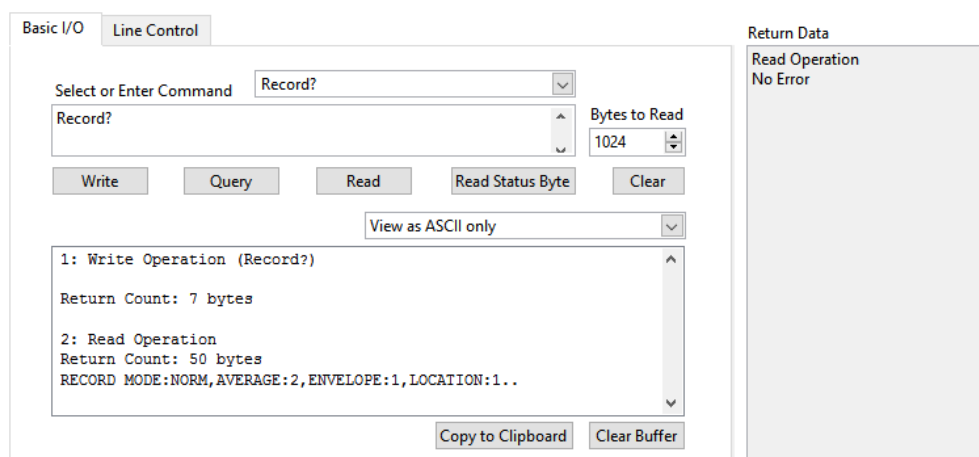 Basic I/O
Line Control
Select or Enter Command
Record?
Record?
Bytes to Read
1024
Write
Query
Read
Read Status Byte
Clear
View as ASCII only
1: Write Operation (Record?)
Return Count: 7 bytes
2: Read Operation
Return Count: 50 bytes
RECORD MODE:NORM,AVERAGE:2,ENVELOPE:1,LOCATION:1..
Copy to Clipboard
Clear Buffer
Return Data
Read Operation
No Error